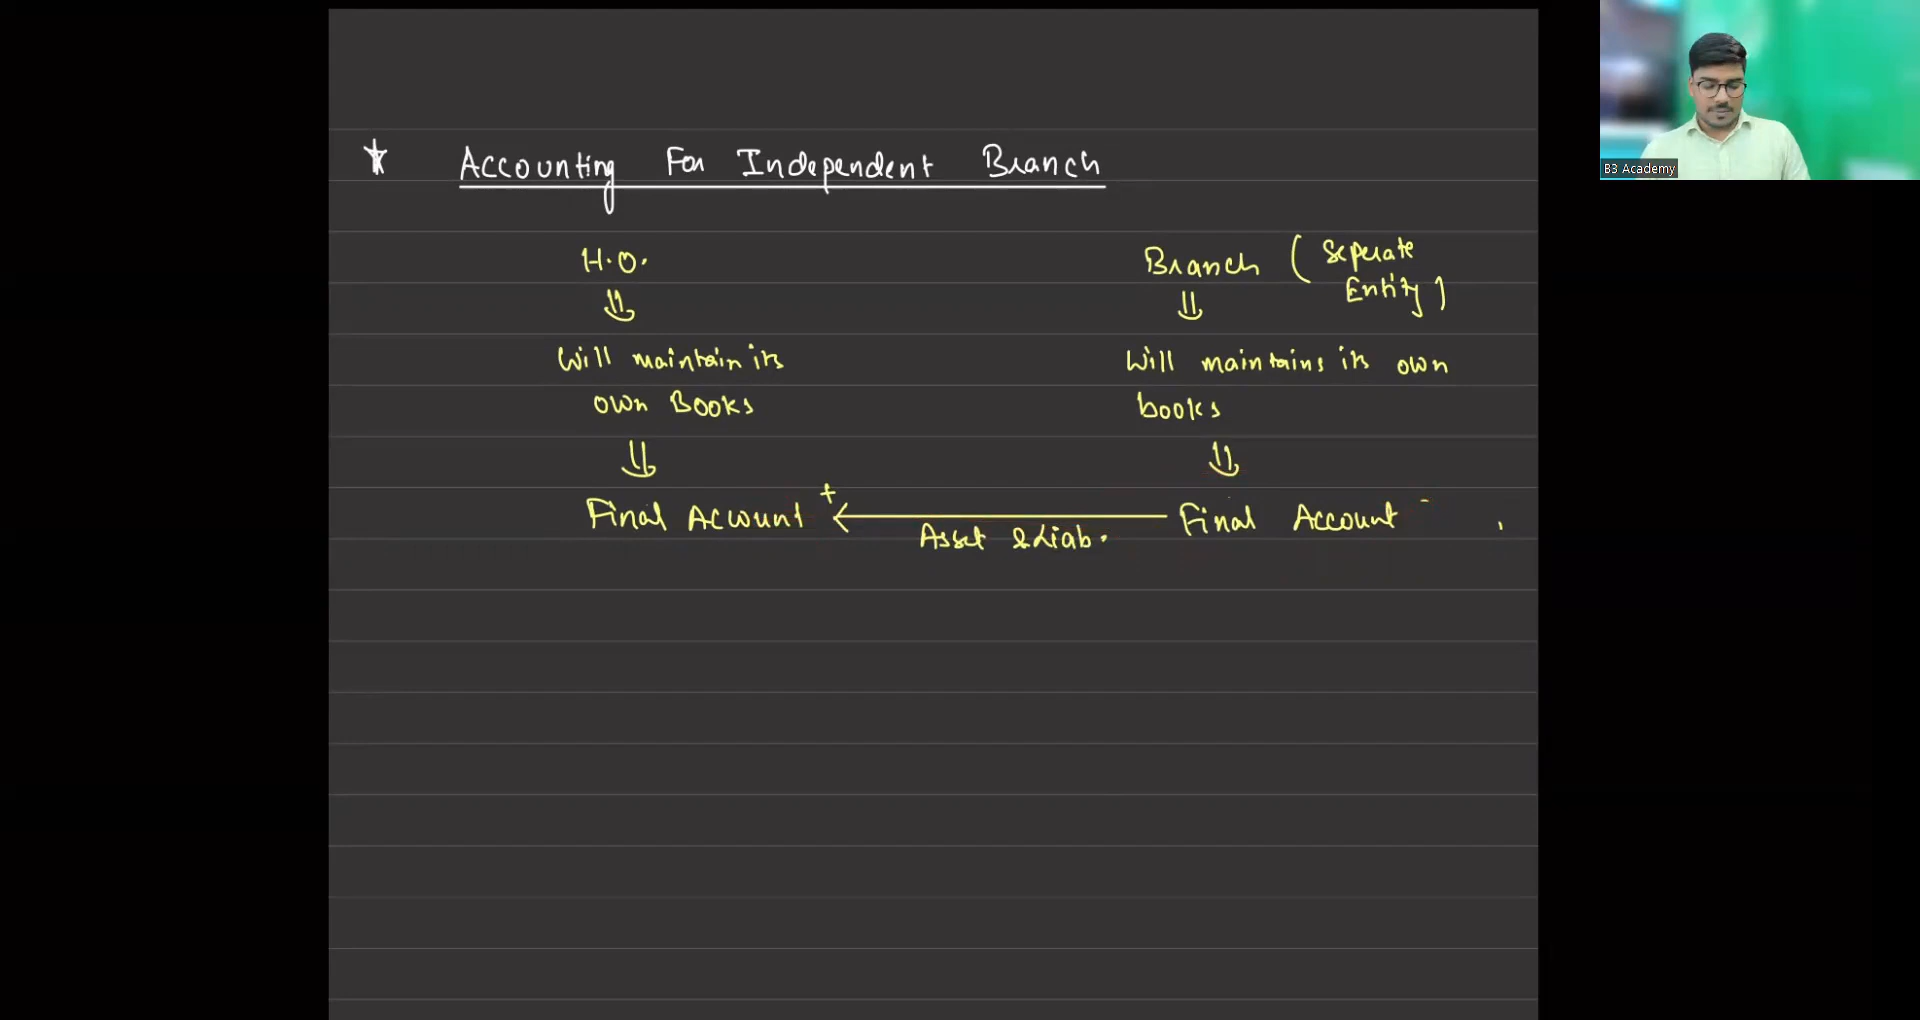 B3 Academy
* Accounting For Independent Branch
H.O.
Branch (Seperate
Entity)
Will maintain its
own Books
Will maintains its own
books
Final Account +
Asset & Liab.
Final Account